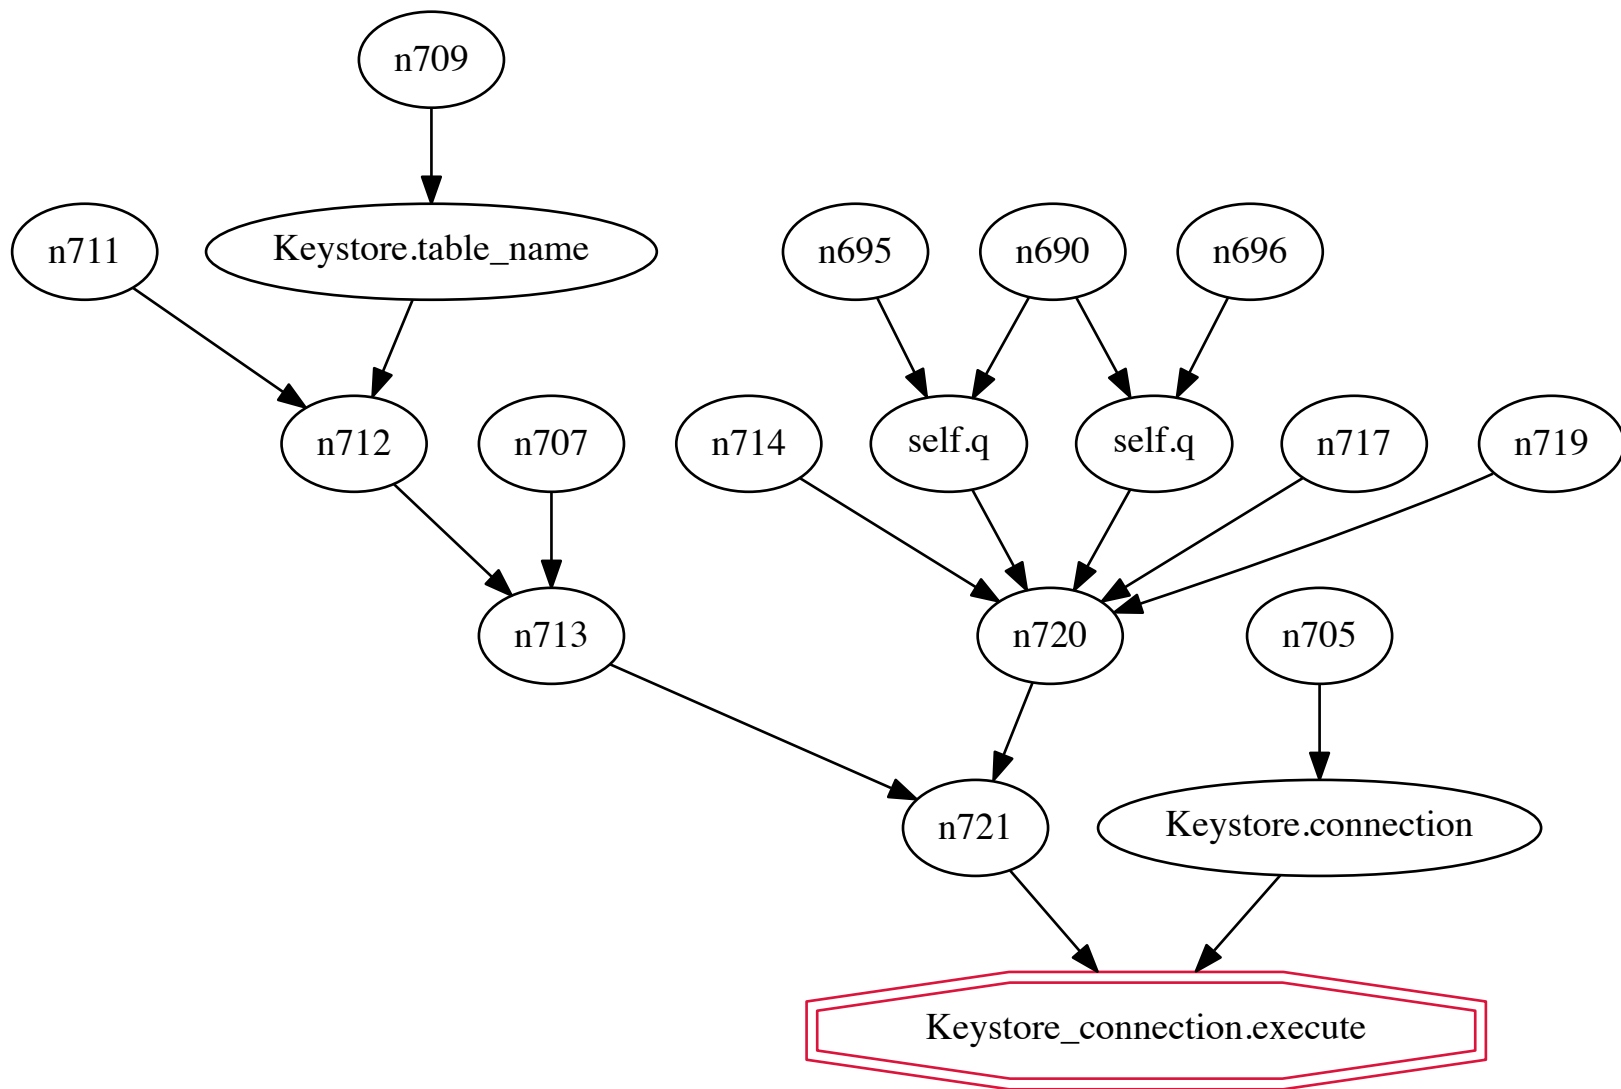 n709
n711
Keystore.table_name
n695
n690
n696
n712
n707
n714
self.q
self.q
n717
n719
n713
n720
n705
n721
Keystore.connection
Keystore_connection.execute